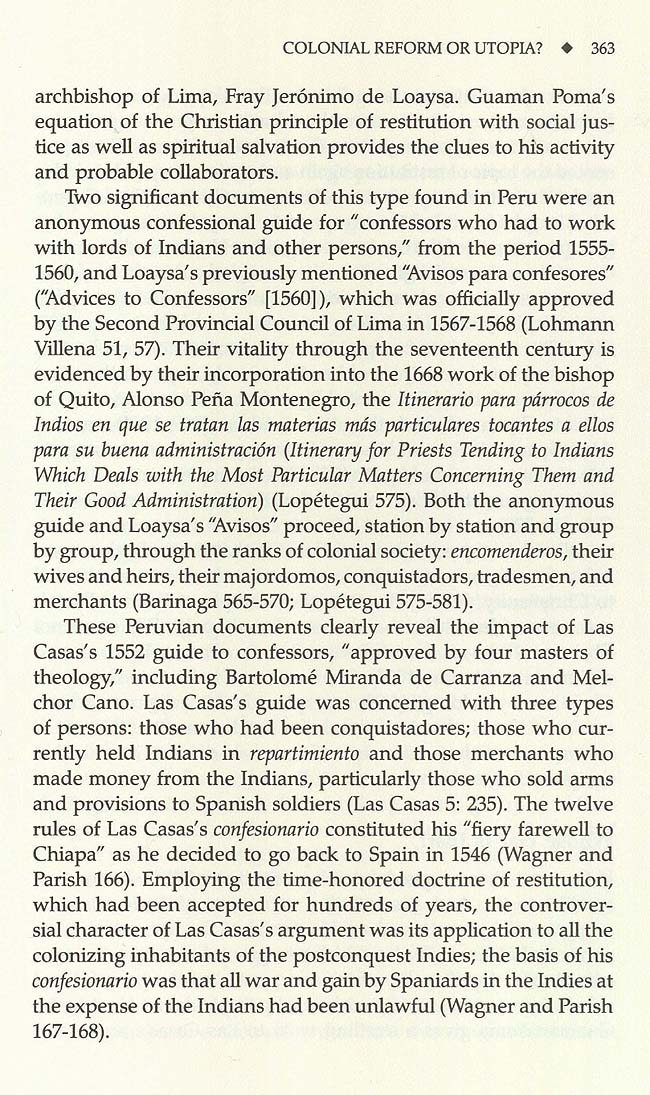 COLONIAL REFORM OR UTOPIA? ◆ 363
archbishop of Lima, Fray Jerónimo de Loaysa. Guaman Poma's
equation of the Christian principle of restitution with social jus-
tice as well as spiritual salvation provides the clues to his activity
and probable collaborators.
Two significant documents of this type found in Peru were an
anonymous confessional guide for "confessors who had to work
with lords of Indians and other persons," from the period 1555-
1560, and Loaysa's previously mentioned "Avisos para confesores"
("Advices to Confessors" [1560]), which was officially approved
by the Second Provincial Council of Lima in 1567-1568 (Lohmann
Villena 51, 57). Their vitality through the seventeenth century is
evidenced by their incorporation into the 1668 work of the bishop
of Quito, Alonso Peña Montenegro, the Itinerario para párrocos de
Indios en que se tratan las materias más particulares tocantes a ellos
para su buena administración (Itinerary for Priests Tending to Indians
Which Deals with the Most Particular Matters Concerning Them and
Their Good Administration) (Lopétegui 575). Both the anonymous
guide and Loaysa's "Avisos" proceed, station by station and group
by group, through the ranks of colonial society: encomenderos, their
wives and heirs, their majordomos, conquistadors, tradesmen, and
merchants (Barinaga 565-570; Lopétegui 575-581).
These Peruvian documents clearly reveal the impact of Las
Casas's 1552 guide to confessors, "approved by four masters of
theology," including Bartolomé Miranda de Carranza and Mel-
chor Cano. Las Casas's guide was concerned with three types
of persons: those who had been conquistadores; those who cur-
rently held Indians in repartimiento and those merchants who
made money from the Indians, particularly those who sold arms
and provisions to Spanish soldiers (Las Casas 5: 235). The twelve
rules of Las Casas's confesionario constituted his "fiery farewell to
Chiapa" as he decided to go back to Spain in 1546 (Wagner and
Parish 166). Employing the time-honored doctrine of restitution,
which had been accepted for hundreds of years, the controver-
sial character of Las Casas's argument was its application to all the
colonizing inhabitants of the postconquest Indies; the basis of his
confesionario was that all war and gain by Spaniards in the Indies at
the expense of the Indians had been unlawful (Wagner and Parish
167-168).